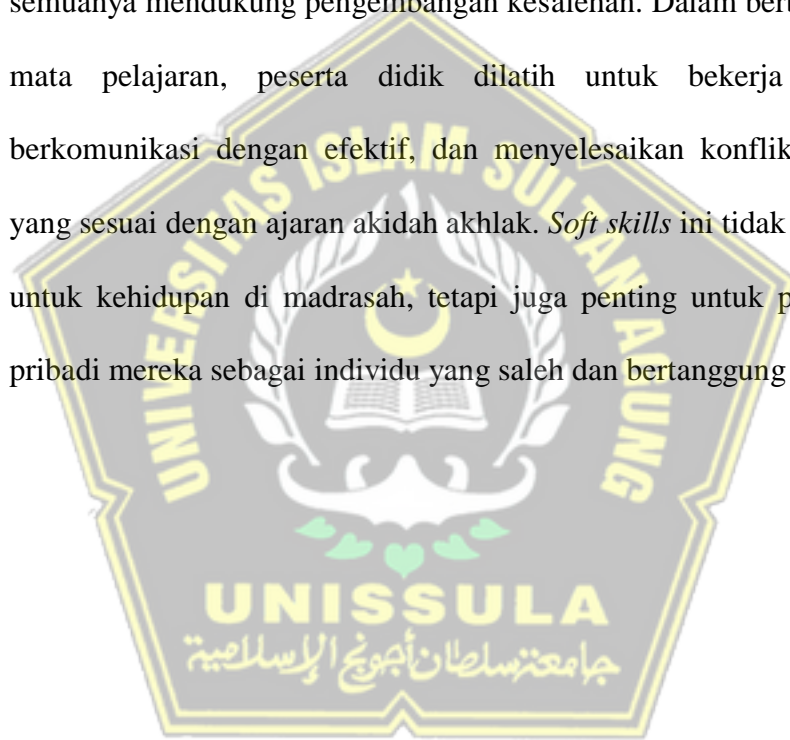 semuanya mendukung pengembangan kesalehan. Dalam
mata pelajaran, peserta didik dilatih untuk bekerja
berkomunikasi dengan efektif, dan menyelesaikan konflik
yang sesuai dengan ajaran akidah akhlak. Soft skills ini tidak
untuk kehidupan di madrasah, tetapi juga penting untuk
pribadi mereka sebagai individu yang saleh dan bertanggung
UNIVERSITAS ISLAM SULTAN AGUNG
UNISSULA
جامعة سلطان أجونج الإسلامية